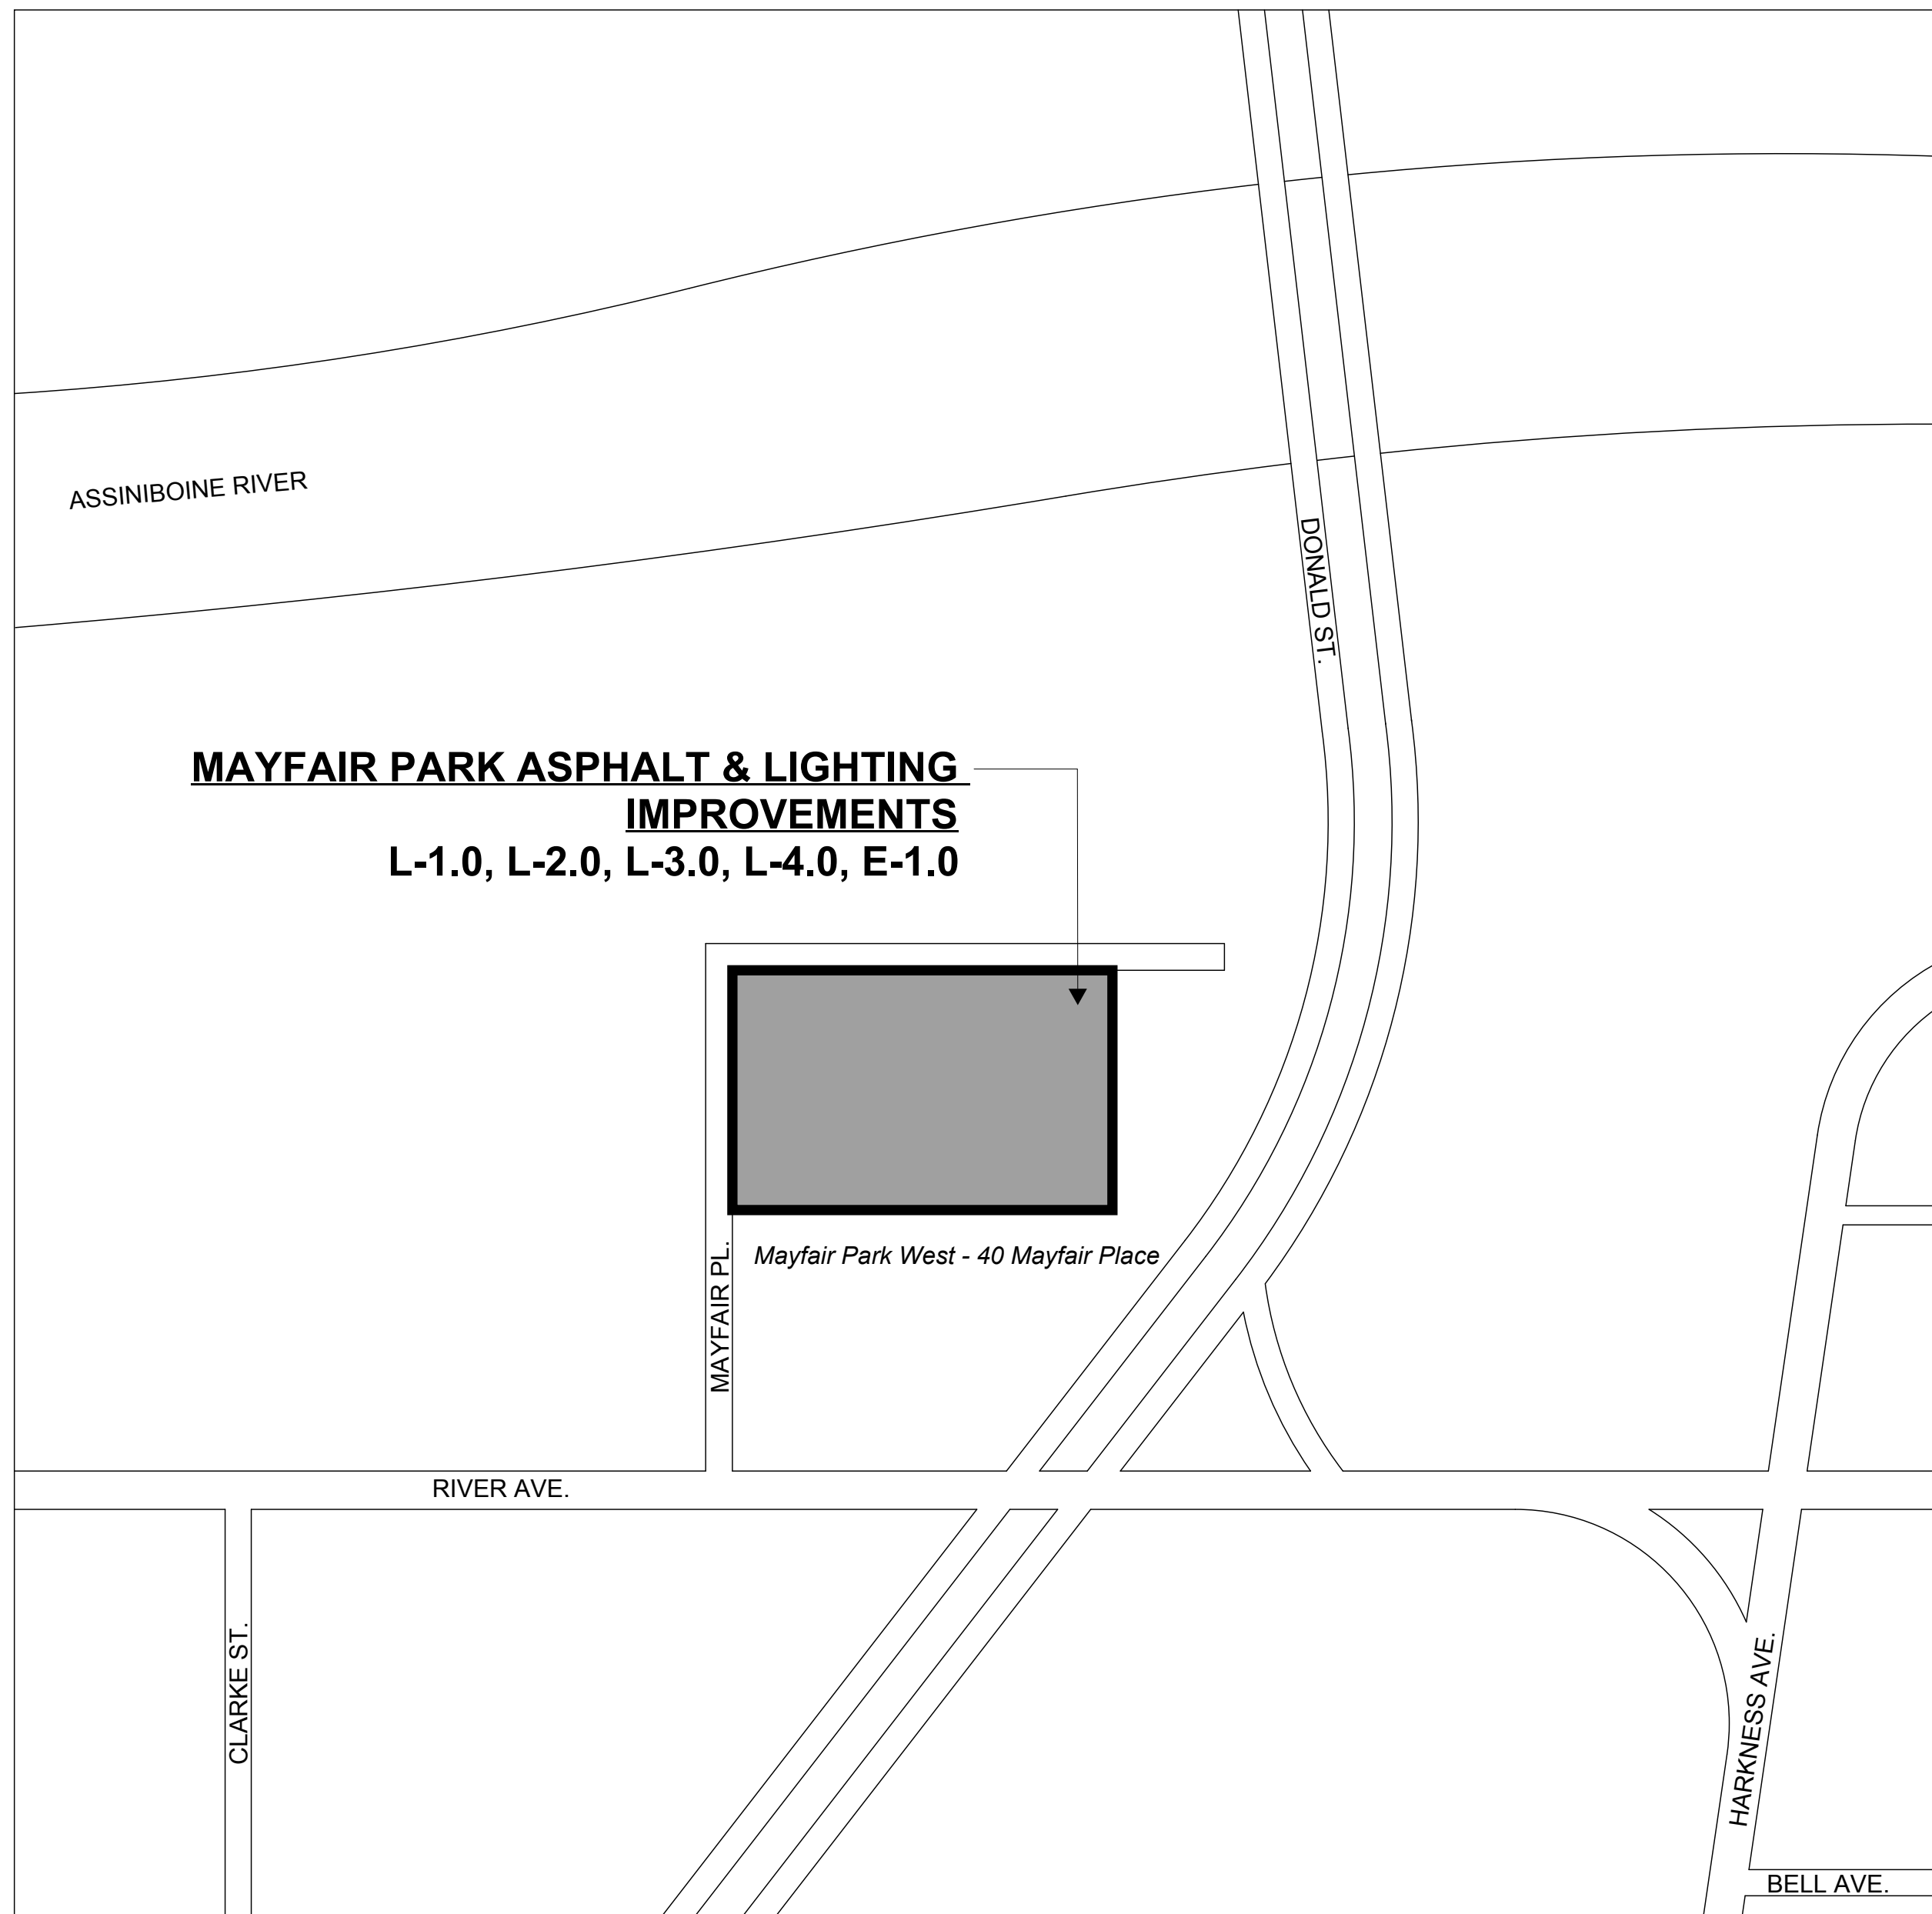 ASSINIBOINE RIVER
DONALD ST.
MAYFAIR PARK ASPHALT & LIGHTING
IMPROVEMENTS
L-1.0, L-2.0, L-3.0, L-4.0, E-1.0
Mayfair Park West - 40 Mayfair Place
MAYFAIR PL.
RIVER AVE.
CLARKE ST.
HARKNESS AVE.
BELL AVE.